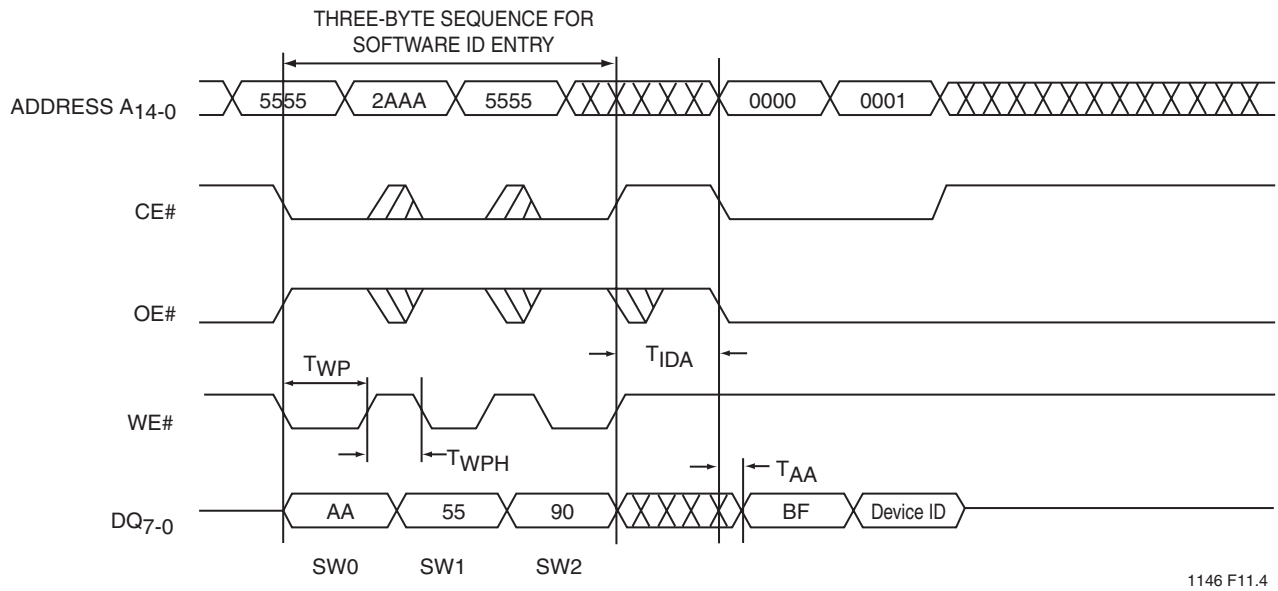 THREE-BYTE SEQUENCE FOR
SOFTWARE ID ENTRY
ADDRESS A14-0 5555 2AAA 5555 0000 0001
CE#
OE#
TWP TIDA
WE#
TWPH TAA
DQ7-0 AA 55 90 BF Device ID
SW0 SW1 SW2
1146 F11.4